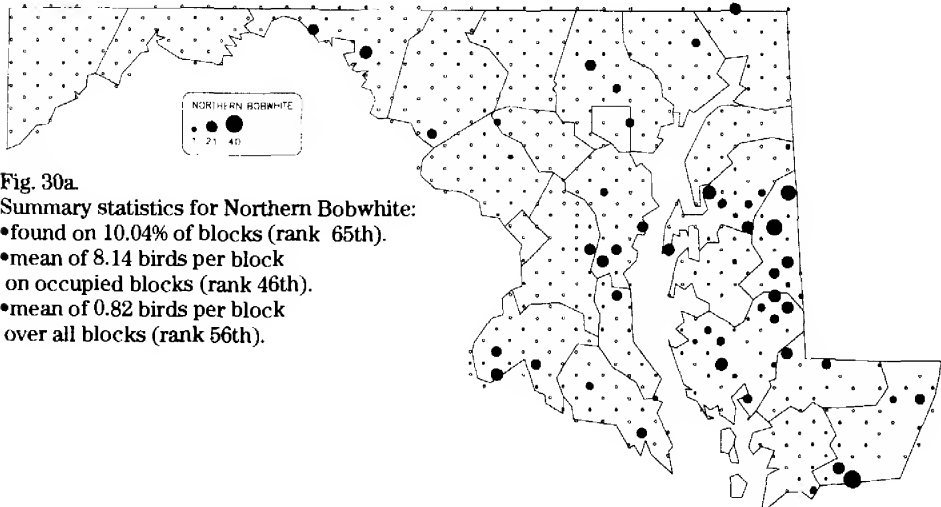 NORTHERN BOBWHITE
1 21 40
Fig. 30a.
Summary statistics for Northern Bobwhite:
•found on 10.04% of blocks (rank 65th).
•mean of 8.14 birds per block
on occupied blocks (rank 46th).
•mean of 0.82 birds per block
over all blocks (rank 56th).